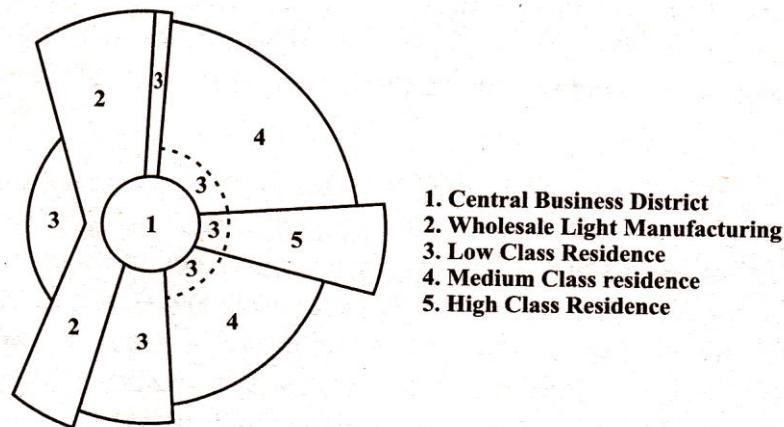 3
2
4
3
3
1
3
5
3
2
3
4
1. Central Business District
2. Wholesale Light Manufacturing
3. Low Class Residence
4. Medium Class residence
5. High Class Residence